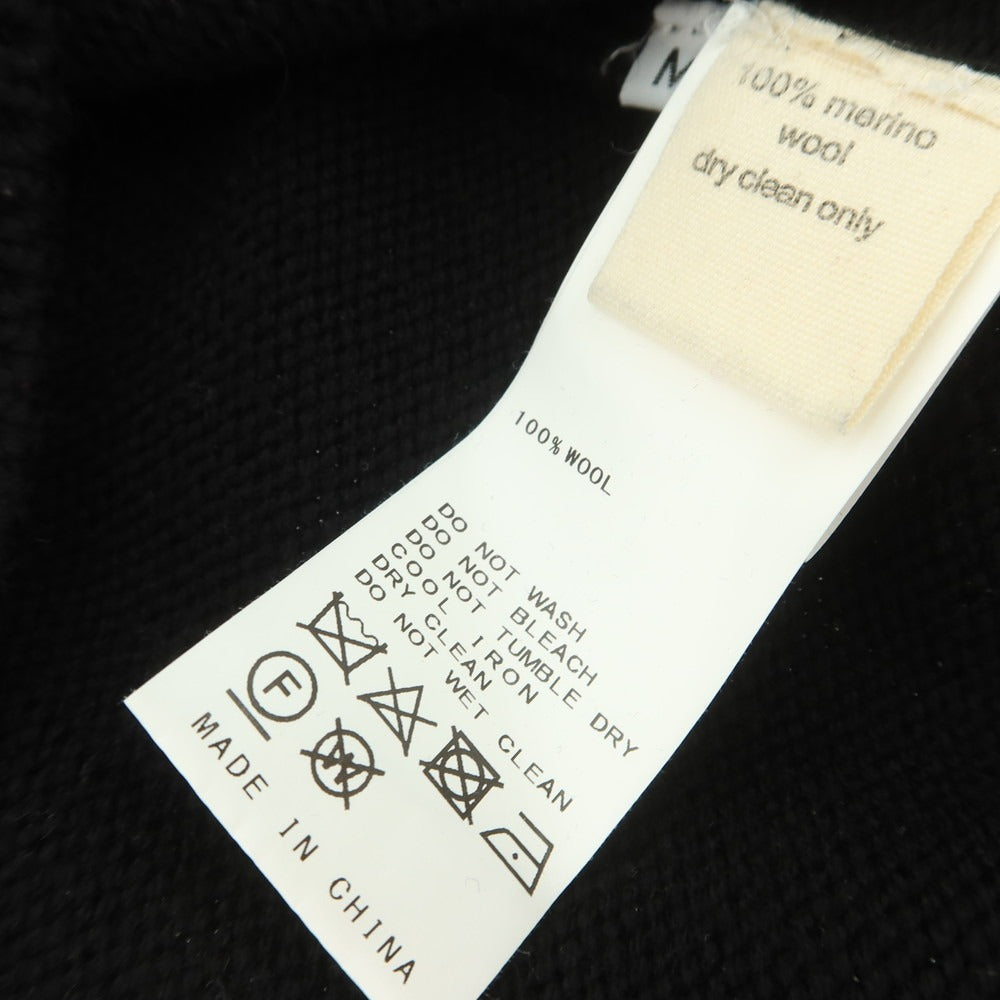 M
100% merino
wool
dry clean only
100% WOOL
DO NOT WASH
DO NOT BLEACH
DO NOT TUMBLE DRY
COOL IRON
DRY CLEAN
DO NOT WET CLEAN
F
W
MADE IN CHINA